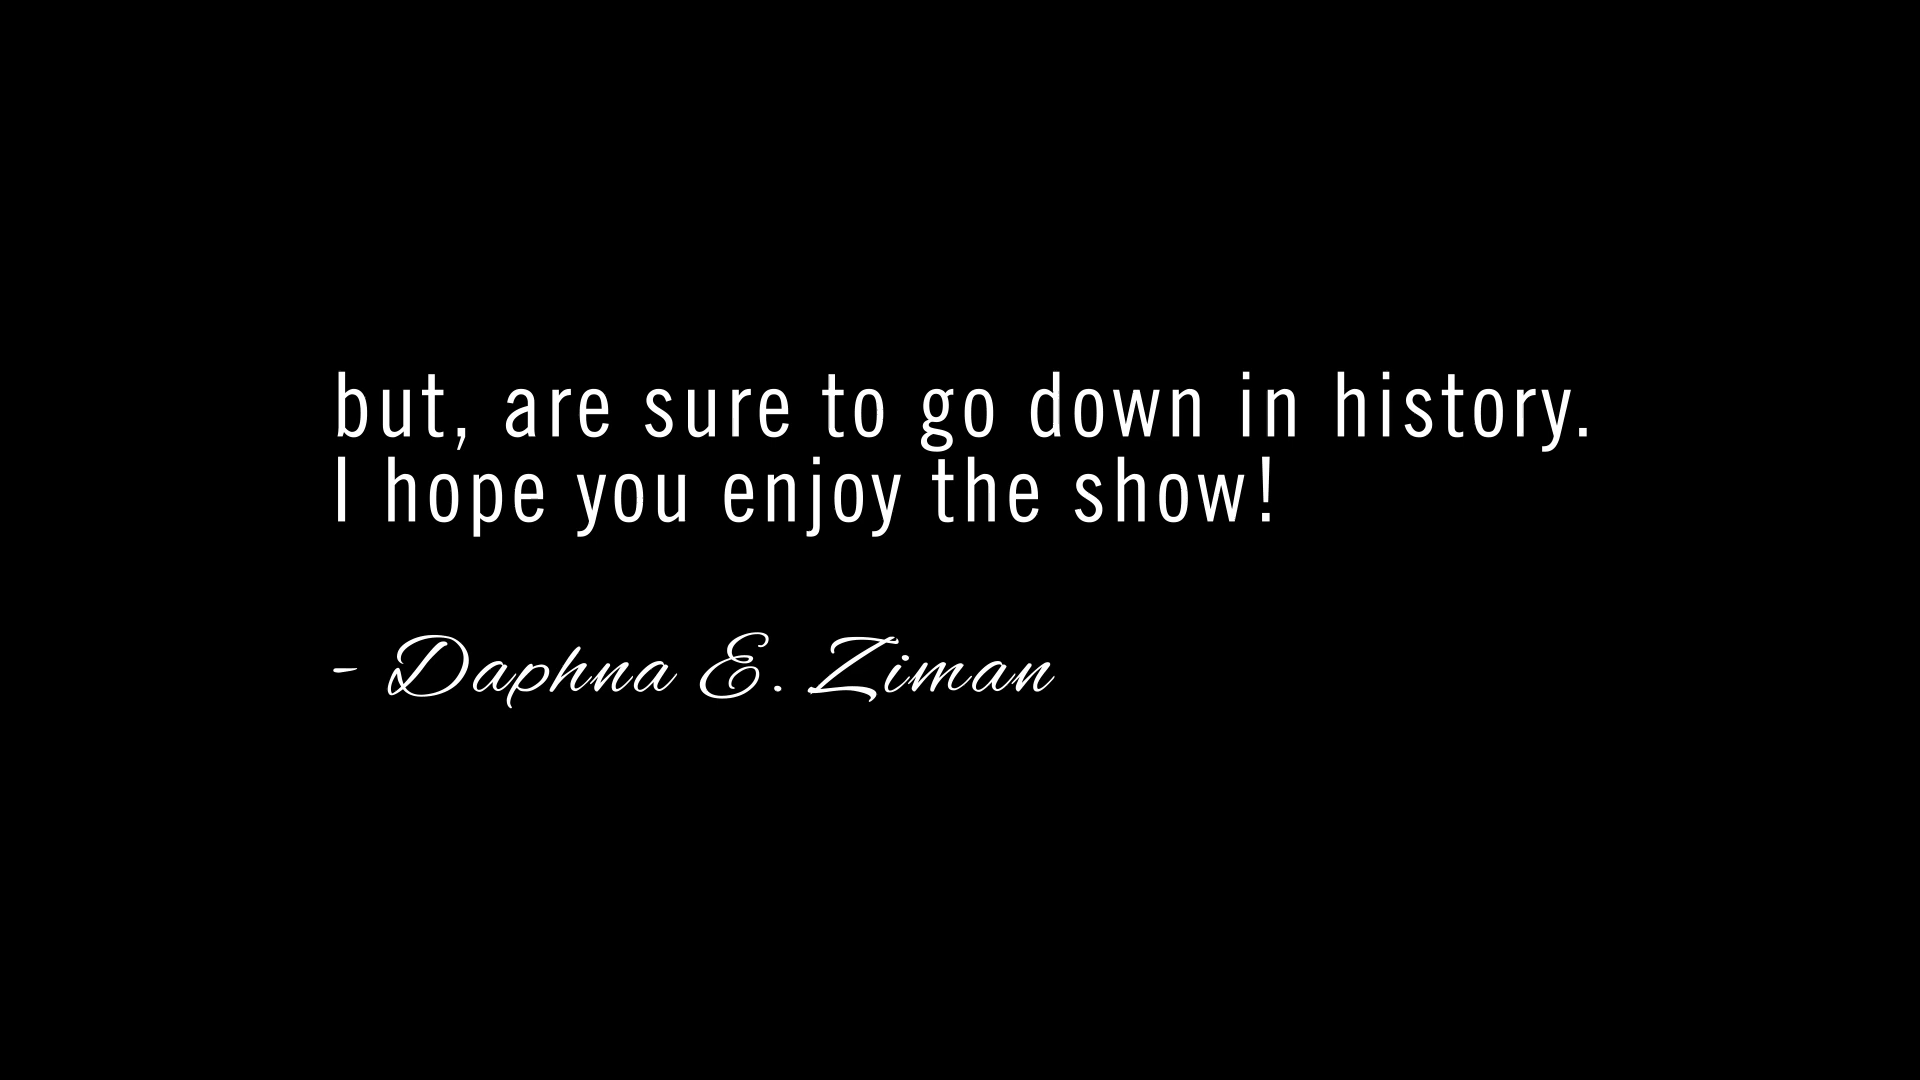 but, are sure to go down in history.
I hope you enjoy the show!
- Daphna E. Ziman